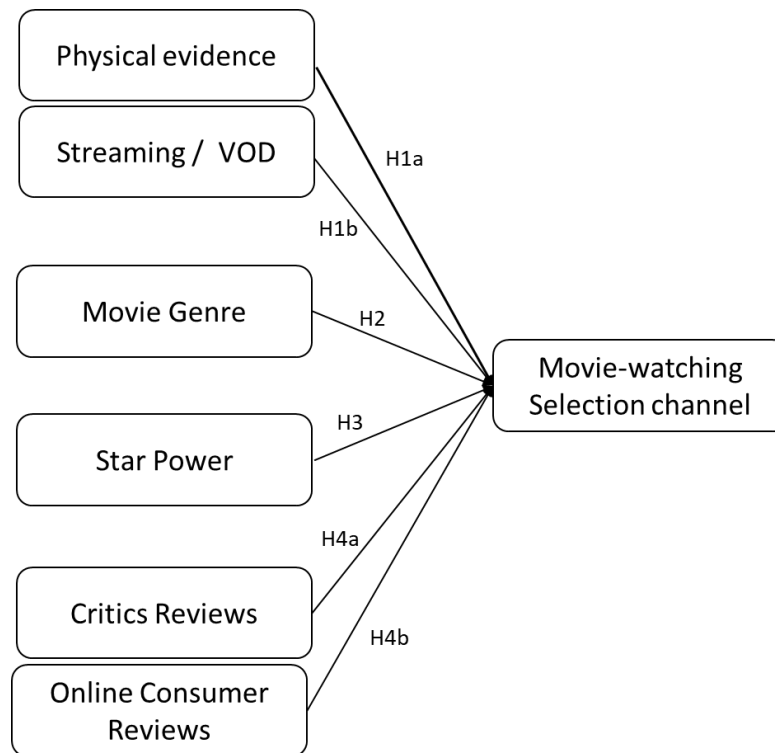 Physical evidence
Streaming / VOD
H1a
H1b
Movie Genre
H2
Movie-watching
Selection channel
H3
Star Power
H4a
Critics Reviews
H4b
Online Consumer
Reviews